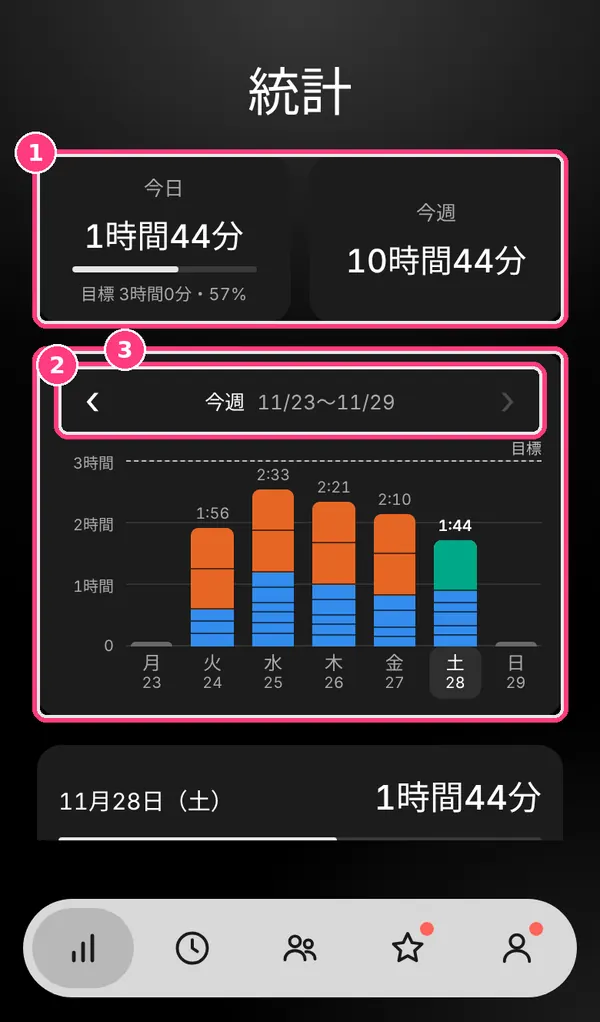 統計
1
今日
1時間44分
目標 3時間0分・57%
今週
10時間44分
2
3
今週 11/23〜11/29
目標
3時間
2時間
1時間
0
1:56
2:33
2:21
2:10
1:44
月 火 水 木 金 土 日
23 24 25 26 27 28 29
11月28日（土）
1時間44分